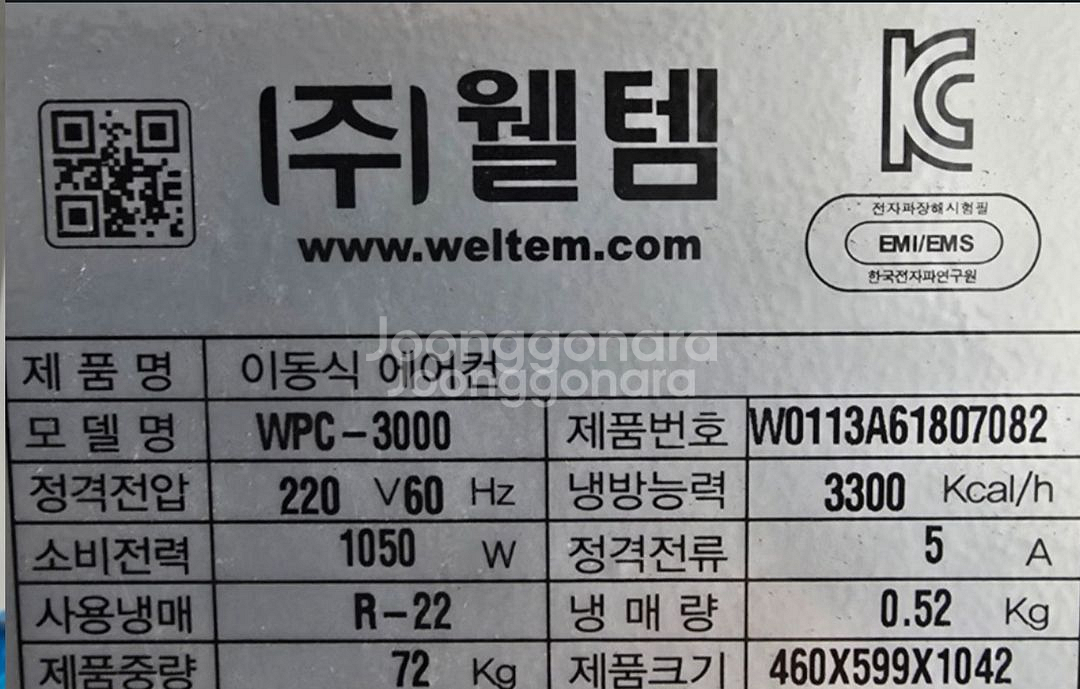 (주)웰템
www.weltem.com
KC
전자파장해시험필
EMI/EMS
한국전자파연구원
Joonggonara
Joonggonara
제품명 이동식 에어컨
모델명 WPC-3000 제품번호 W0113A61807082
정격전압 220 V60 Hz 냉방능력 3300 Kcal/h
소비전력 1050 W 정격전류 5 A
사용냉매 R-22 냉매량 0.52 Kg
제품중량 72 Kg 제품크기 460X599X1042